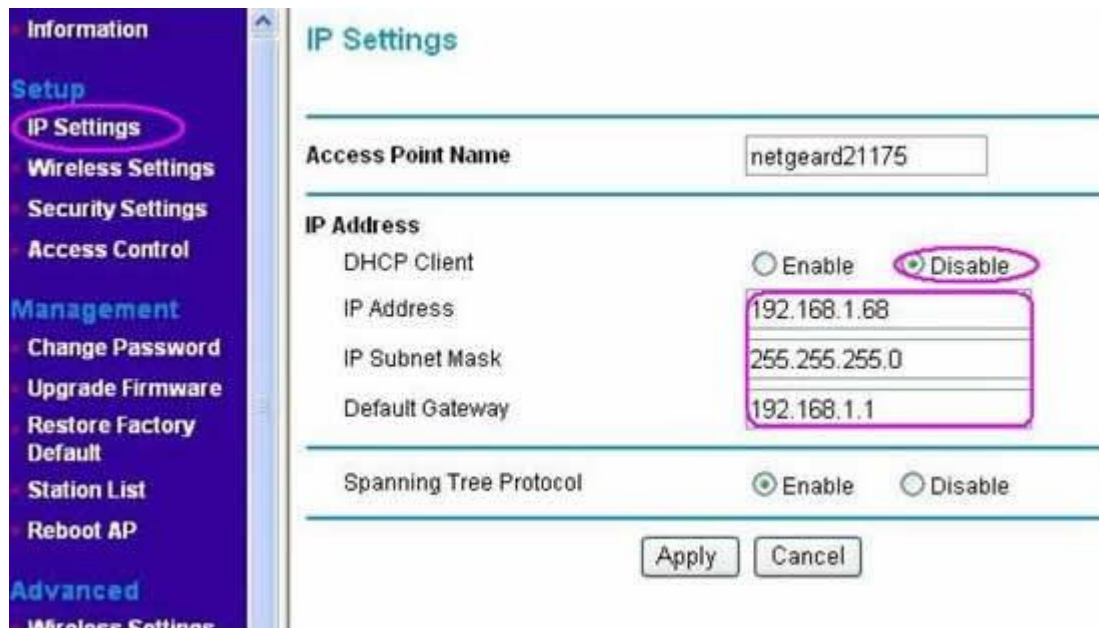 Information
Setup
IP Settings
Wireless Settings
Security Settings
Access Control
Management
Change Password
Upgrade Firmware
Restore Factory
Default
Station List
Reboot AP
Advanced
Wireless Settings
IP Settings
Access Point Name
netgeard21175
IP Address
DHCP Client
Enable Disable
IP Address
192.168.1.68
IP Subnet Mask
255.255.255.0
Default Gateway
192.168.1.1
Spanning Tree Protocol
Enable Disable
Apply Cancel